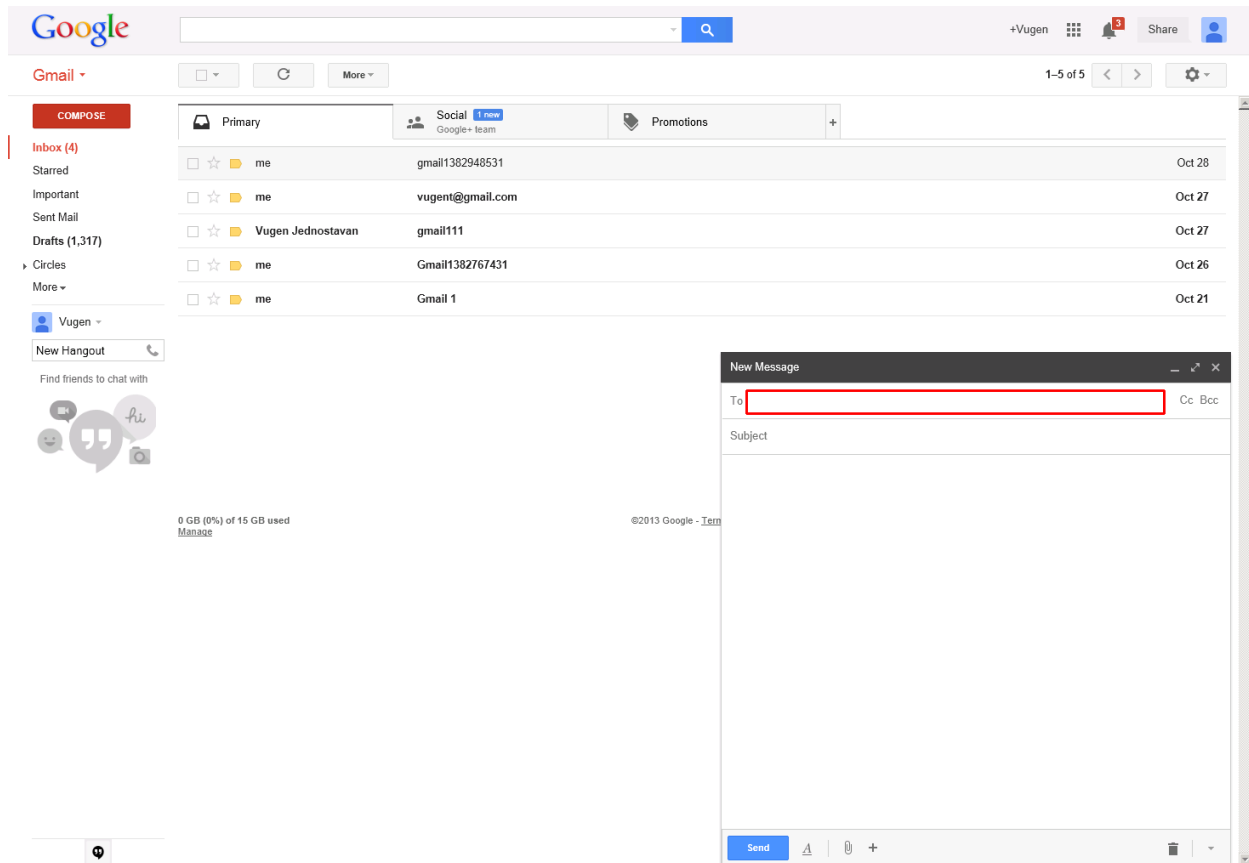 Google
+Vugen 3 Share
Gmail More 1–5 of 5
COMPOSE
Primary Social 1 new Promotions +
Google+ team
Inbox (4)
Starred
Important
Sent Mail
Drafts (1,317)
Circles
More
me gmail1382948531 Oct 28
me vugent@gmail.com Oct 27
Vugen Jednostavan gmail111 Oct 27
me Gmail1382767431 Oct 26
me Gmail 1 Oct 21
Vugen
New Hangout
Find friends to chat with
hi
0 GB (0%) of 15 GB used
Manage
©2013 Google - Term
New Message
To Cc Bcc
Subject
Send A +